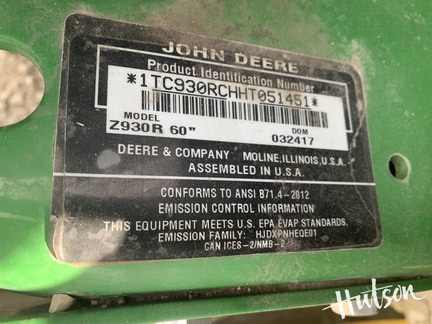 JOHN DEERE
Product Identification Number
*1TC930RCHHT051451*
MODEL DOM
Z930R 60" 032417
DEERE & COMPANY MOLINE, ILLINOIS, U.S.A.
ASSEMBLED IN U.S.A.
CONFORMS TO ANSI B71.4-2012
EMISSION CONTROL INFORMATION
THIS EQUIPMENT MEETS U.S. EPA EVAP STANDARDS.
EMISSION FAMILY: HJDXPNHEQE01
CAN ICES-2/NMB-2
Hutson